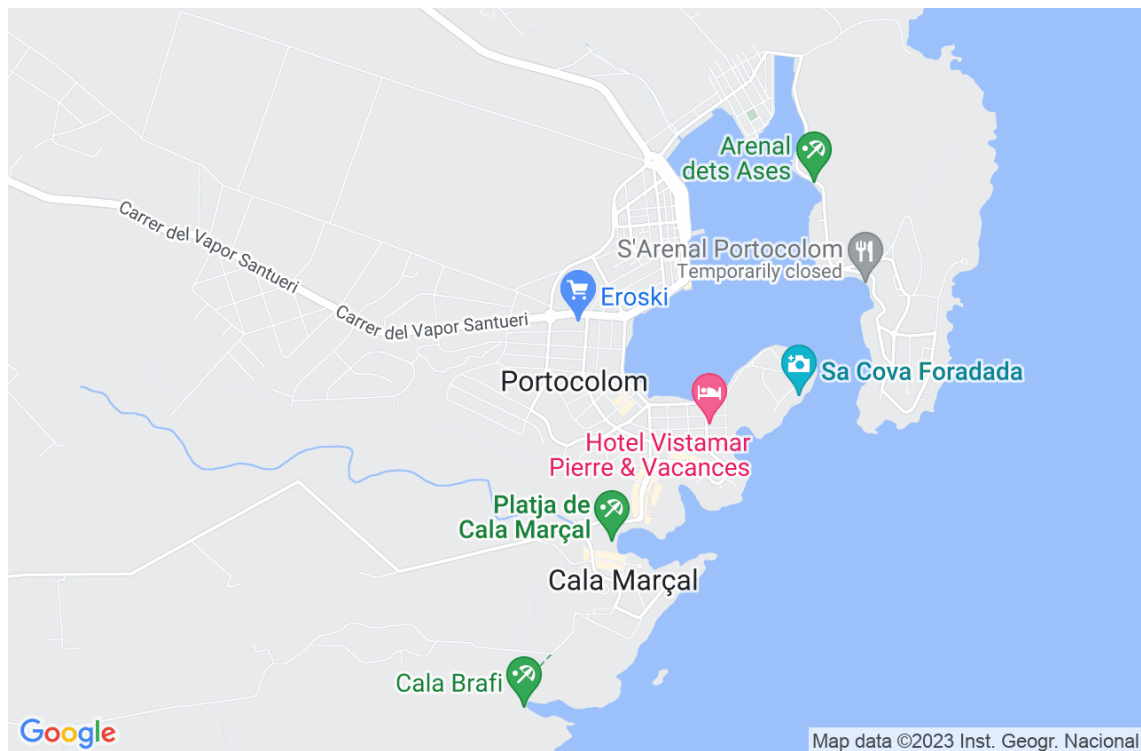 Arenal
dets Ases
Carrer del Vapor Santueri
S'Arenal Portocolom
Temporarily closed
Eroski
Carrer del Vapor Santueri
Portocolom
Sa Cova Foradada
Hotel Vistamar
Pierre & Vacances
Platja de
Cala Marçal
Cala Marçal
Cala Brafi
Google
Map data ©2023 Inst. Geogr. Nacional